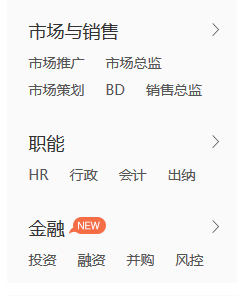 市场与销售
市场推广 市场总监
市场策划 BD 销售总监
职能
HR 行政 会计 出纳
金融 NEW
投资 融资 并购 风控